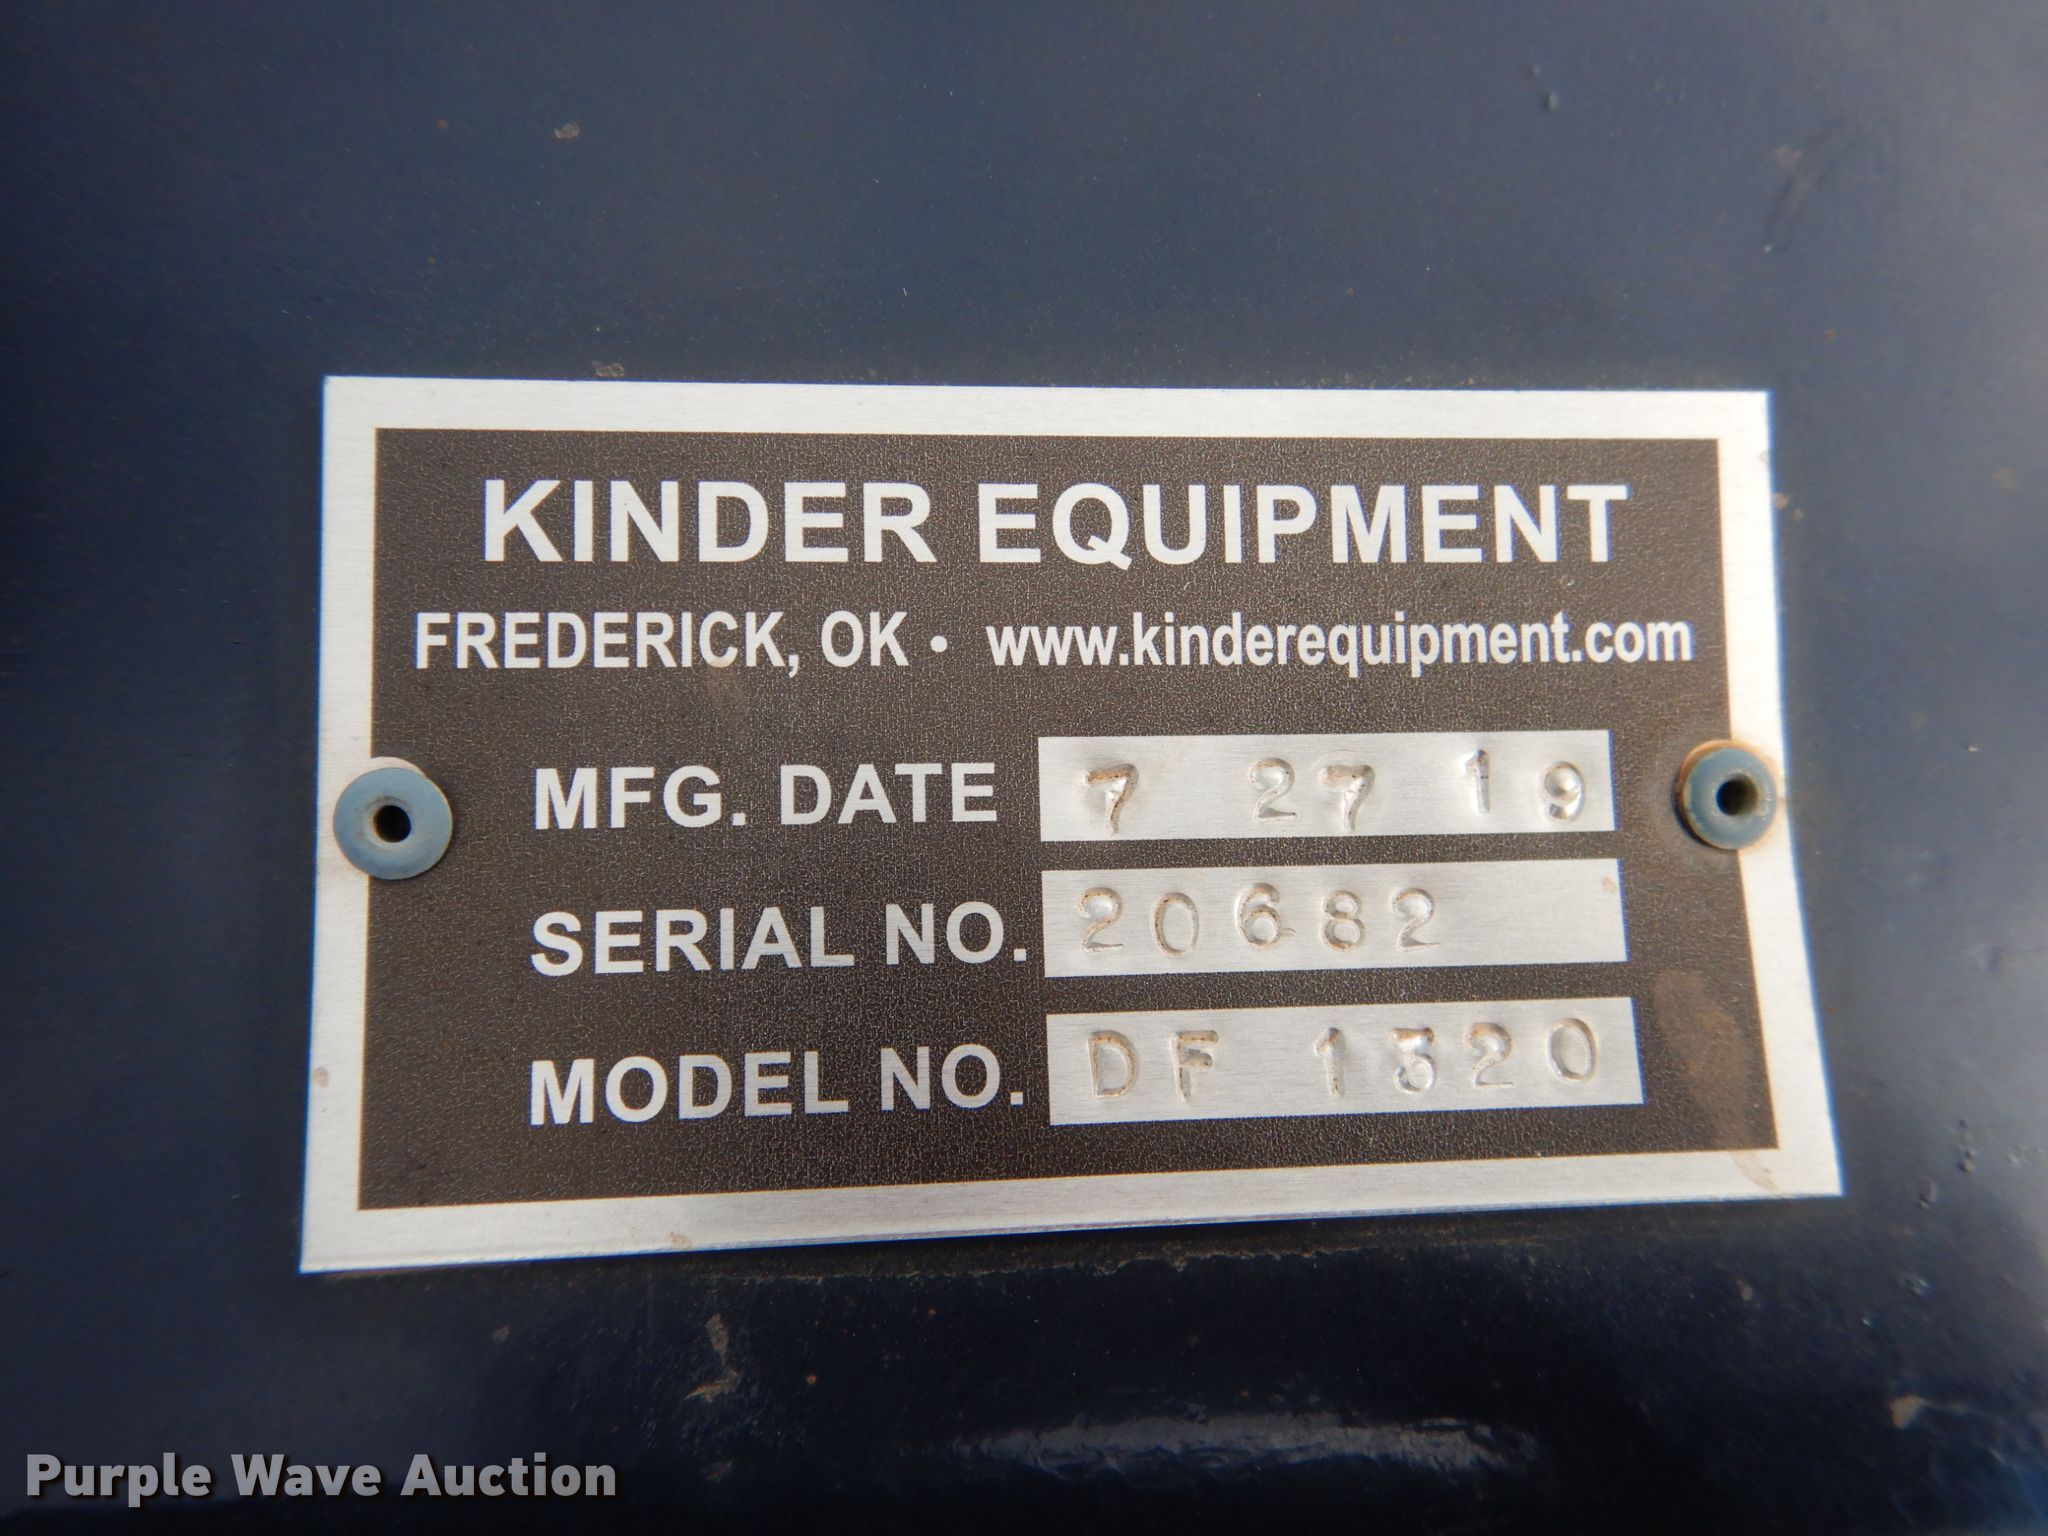 KINDER EQUIPMENT
FREDERICK, OK • www.kinderequipment.com
MFG. DATE 7 27 19
SERIAL NO. 20682
MODEL NO. DF 1320
Purple Wave Auction